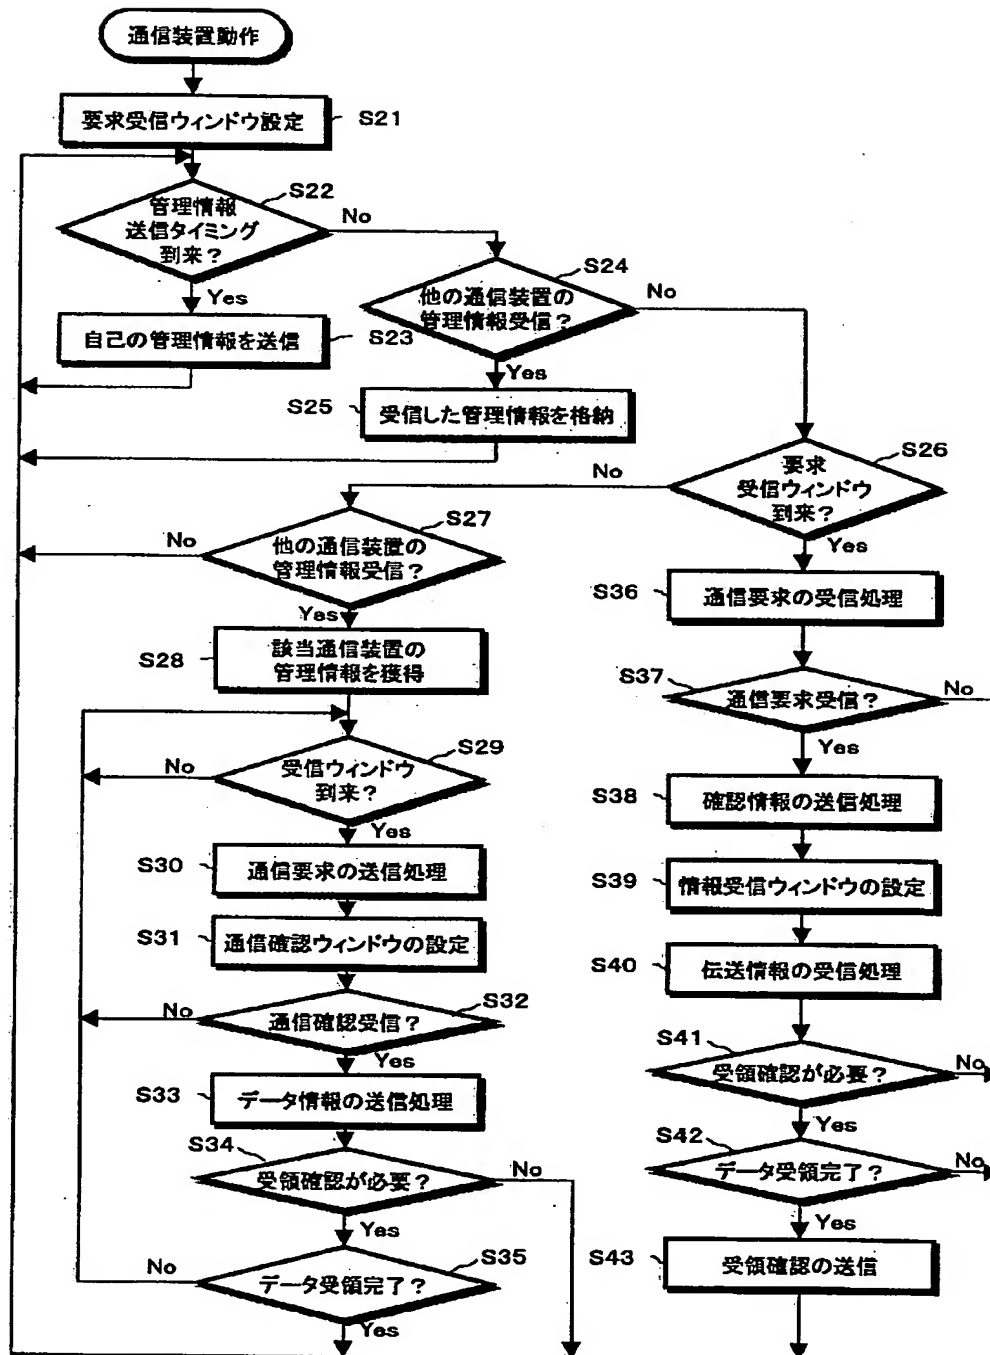 通信装置動作
要求受信ウィンドウ設定
S21
S22
管理情報
送信タイミング
到来？
No
Yes
S24
他の通信装置の
管理情報受信？
No
Yes
自己の管理情報を送信
S23
S25
受信した管理情報を格納
S26
要求
受信ウィンドウ
到来？
No
Yes
S27
他の通信装置の
管理情報受信？
No
Yes
S36
通信要求の受信処理
S28
該当通信装置の
管理情報を獲得
S37
通信要求受信？
No
Yes
S29
受信ウィンドウ
到来？
No
Yes
S38
確認情報の送信処理
S30
通信要求の送信処理
S39
情報受信ウィンドウの設定
S31
通信確認ウィンドウの設定
S40
伝送情報の受信処理
S32
通信確認受信？
No
Yes
S41
受領確認が必要？
No
Yes
S33
データ情報の送信処理
S42
データ受領完了？
No
Yes
S34
受領確認が必要？
No
Yes
S43
受領確認の送信
S35
データ受領完了？
No
Yes